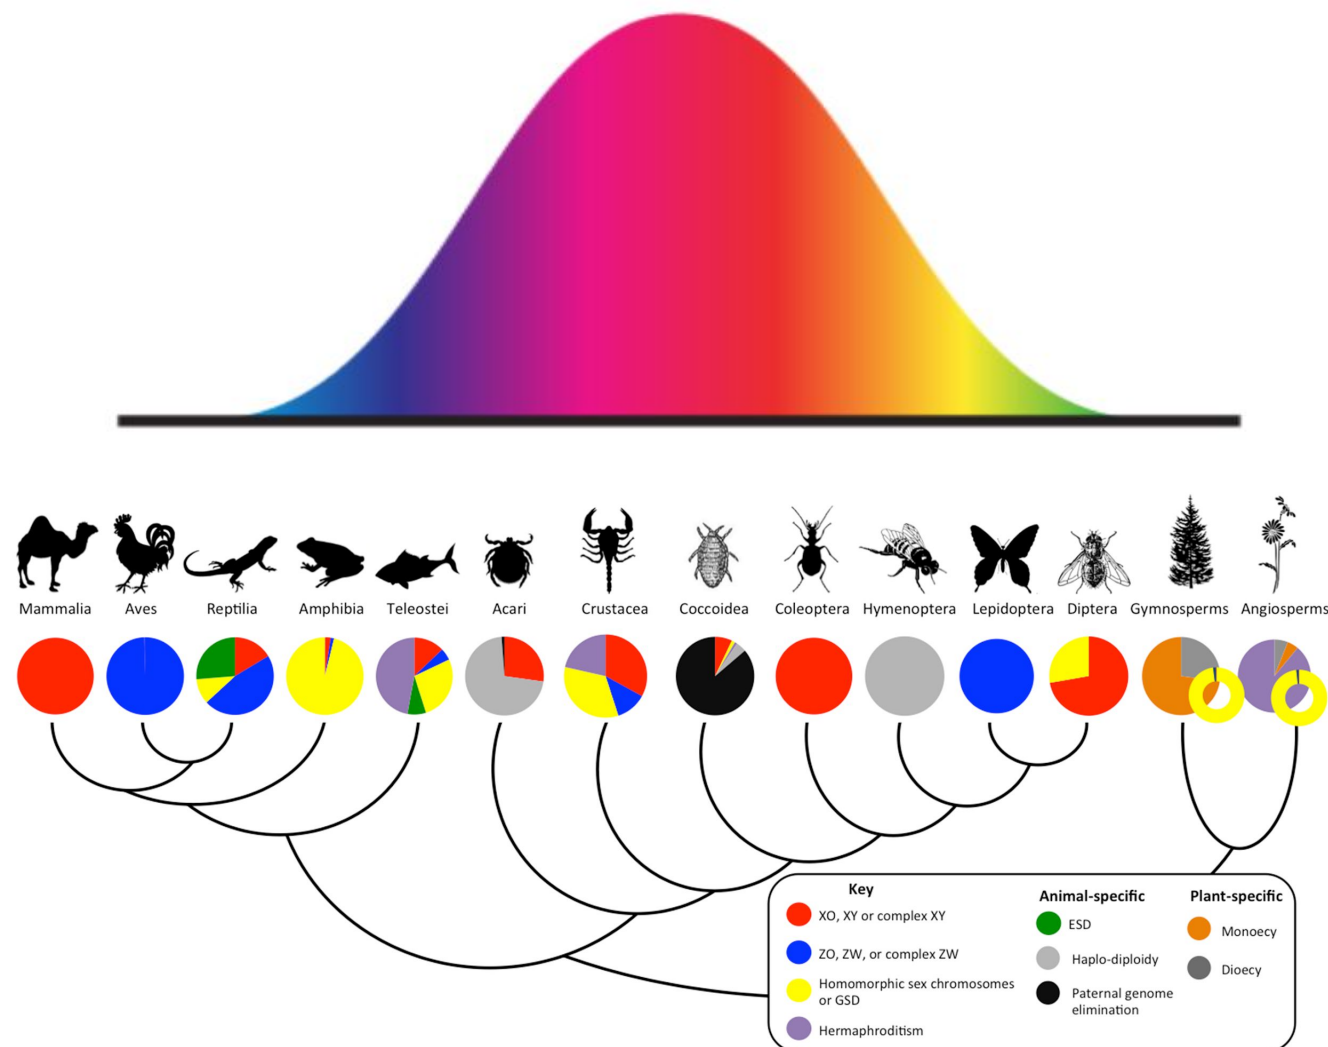 Mammalia Aves Reptilia Amphibia Teleostei Acari Crustacea Coccoidea Coleoptera Hymenoptera Lepidoptera Diptera Gymnosperms Angiosperms
Key
XO, XY or complex XY
ZO, ZW, or complex ZW
Homomorphic sex chromosomes
or GSD
Hermaphroditism
Animal-specific
ESD
Haplo-diploidy
Paternal genome
elimination
Plant-specific
Monoecy
Dioecy